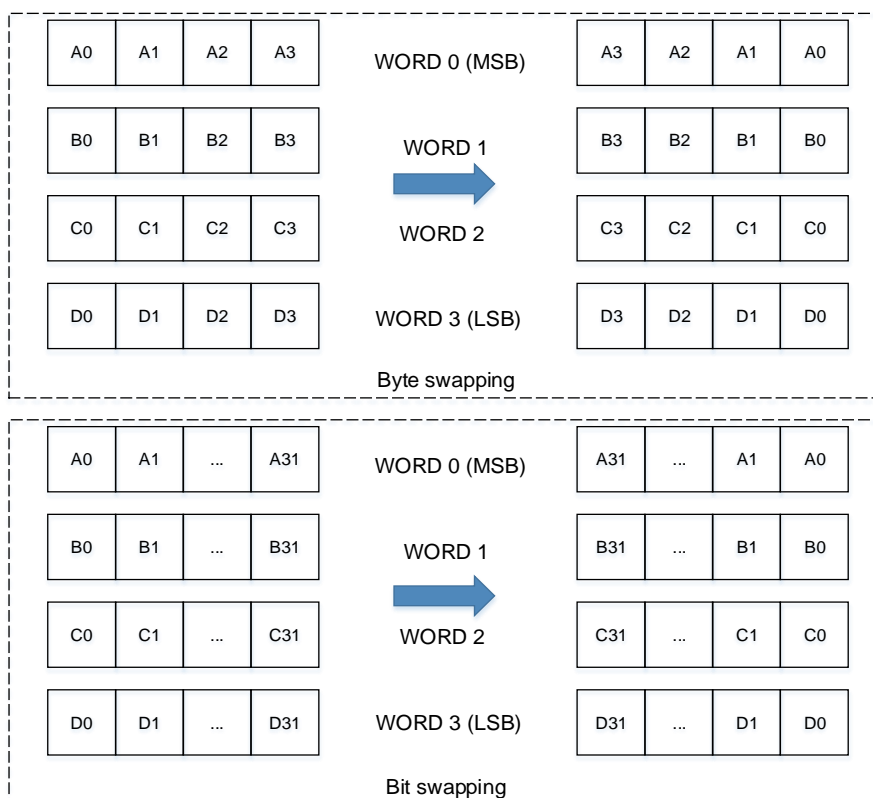 A0 A1 A2 A3 WORD 0 (MSB) A3 A2 A1 A0
B0 B1 B2 B3 WORD 1 B3 B2 B1 B0
C0 C1 C2 C3 WORD 2 C3 C2 C1 C0
D0 D1 D2 D3 WORD 3 (LSB) D3 D2 D1 D0
Byte swapping
A0 A1 ... A31 WORD 0 (MSB) A31 ... A1 A0
B0 B1 ... B31 WORD 1 B31 ... B1 B0
C0 C1 ... C31 WORD 2 C31 ... C1 C0
D0 D1 ... D31 WORD 3 (LSB) D31 ... D1 D0
Bit swapping